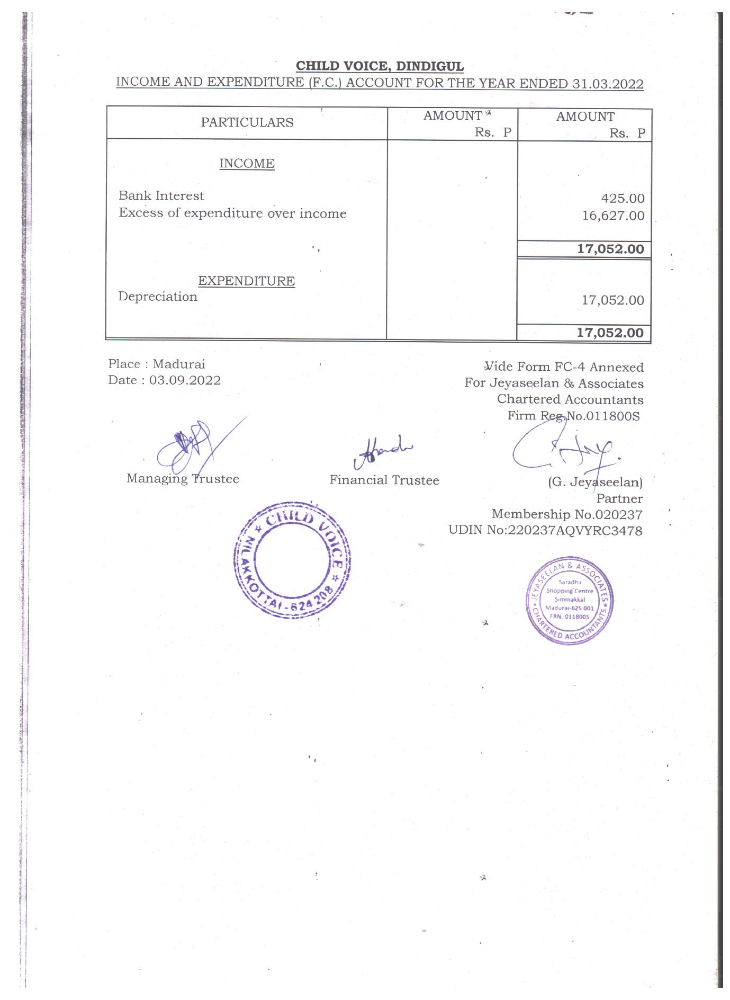 CHILD VOICE, DINDIGUL
INCOME AND EXPENDITURE (F.C.) ACCOUNT FOR THE YEAR ENDED 31.03.2022
PARTICULARS AMOUNT AMOUNT
Rs. P Rs. P
INCOME
Bank Interest 425.00
Excess of expenditure over income 16,627.00
17,052.00
EXPENDITURE
Depreciation 17,052.00
17,052.00
Place : Madurai
Date : 03.09.2022
Vide Form FC-4 Annexed
For Jeyaseelan & Associates
Chartered Accountants
Firm Reg.No.011800S
Managing Trustee Financial Trustee (G. Jeyaseelan)
Partner
Membership No.020237
UDIN No:220237AQVYRC3478
CHILD VOICE
NILAKKOTTAI-624 208
JEYASEELAN & ASSOCIATES
Saradha
Shopping Centre
Simmakkal
Madurai-625 001
FRN. 011800S
CHARTERED ACCOUNTANTS